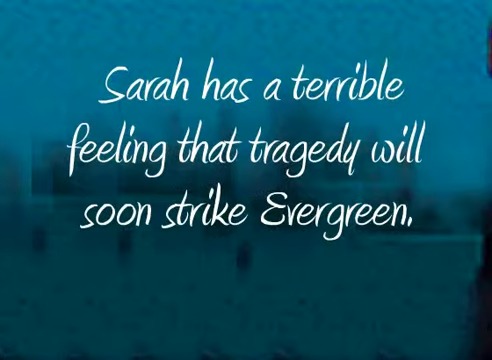 Sarah has a terrible
feeling that tragedy will
soon strike Evergreen.